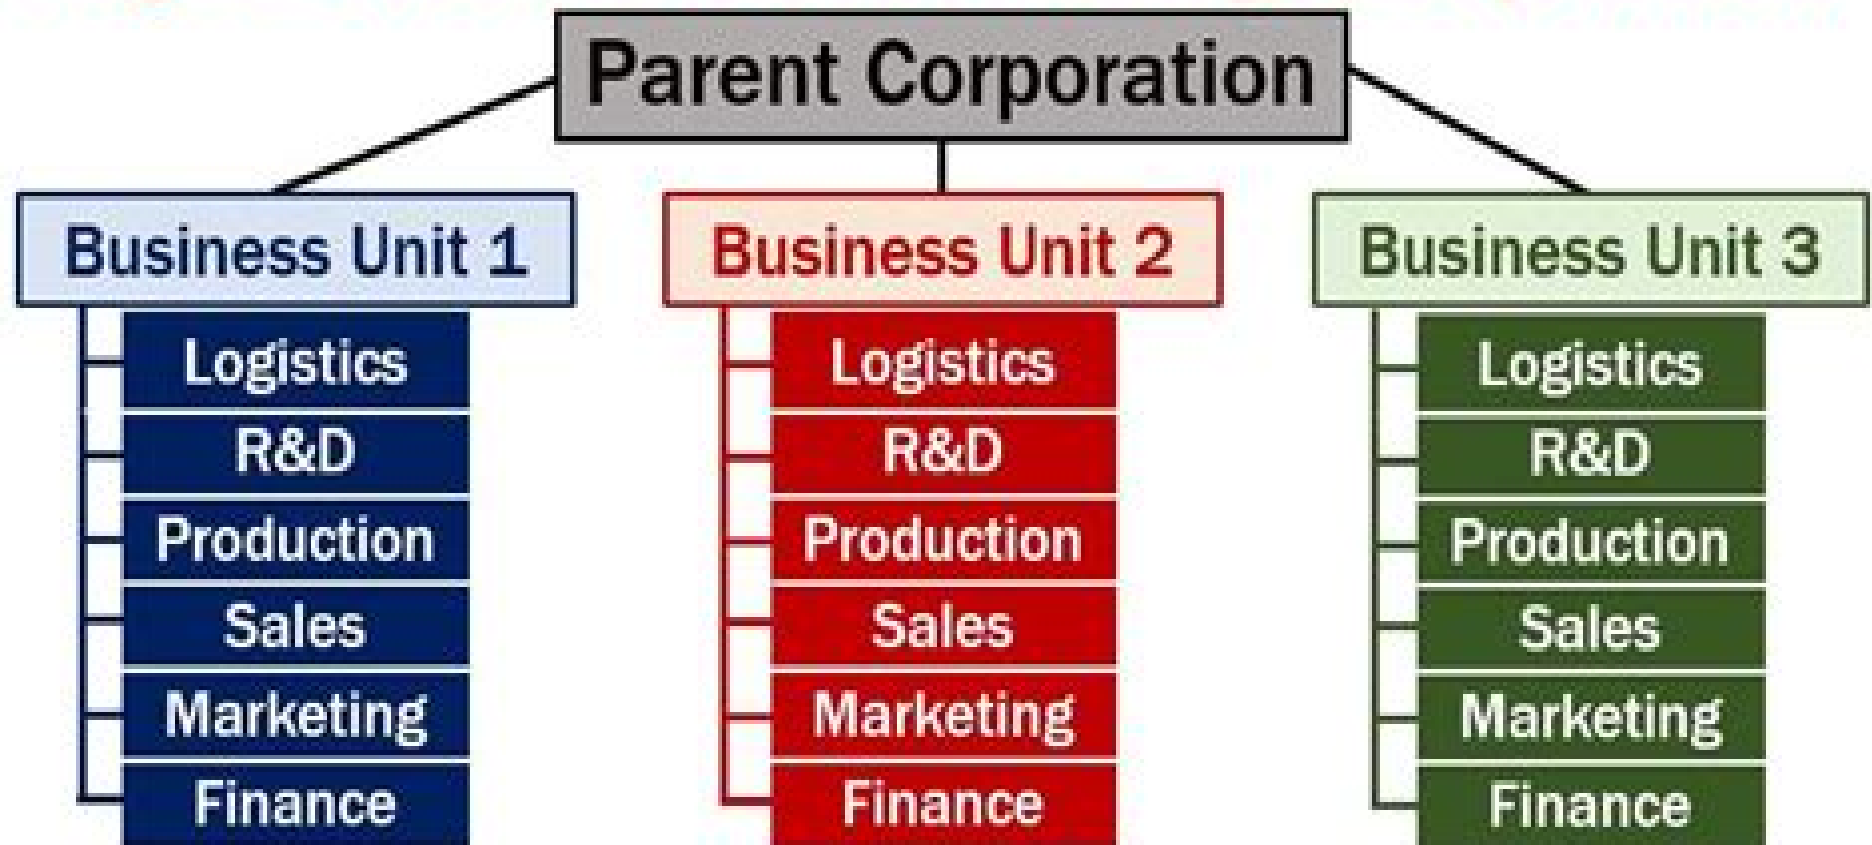 Parent Corporation
Business Unit 1
Logistics
R&D
Production
Sales
Marketing
Finance
Business Unit 2
Logistics
R&D
Production
Sales
Marketing
Finance
Business Unit 3
Logistics
R&D
Production
Sales
Marketing
Finance